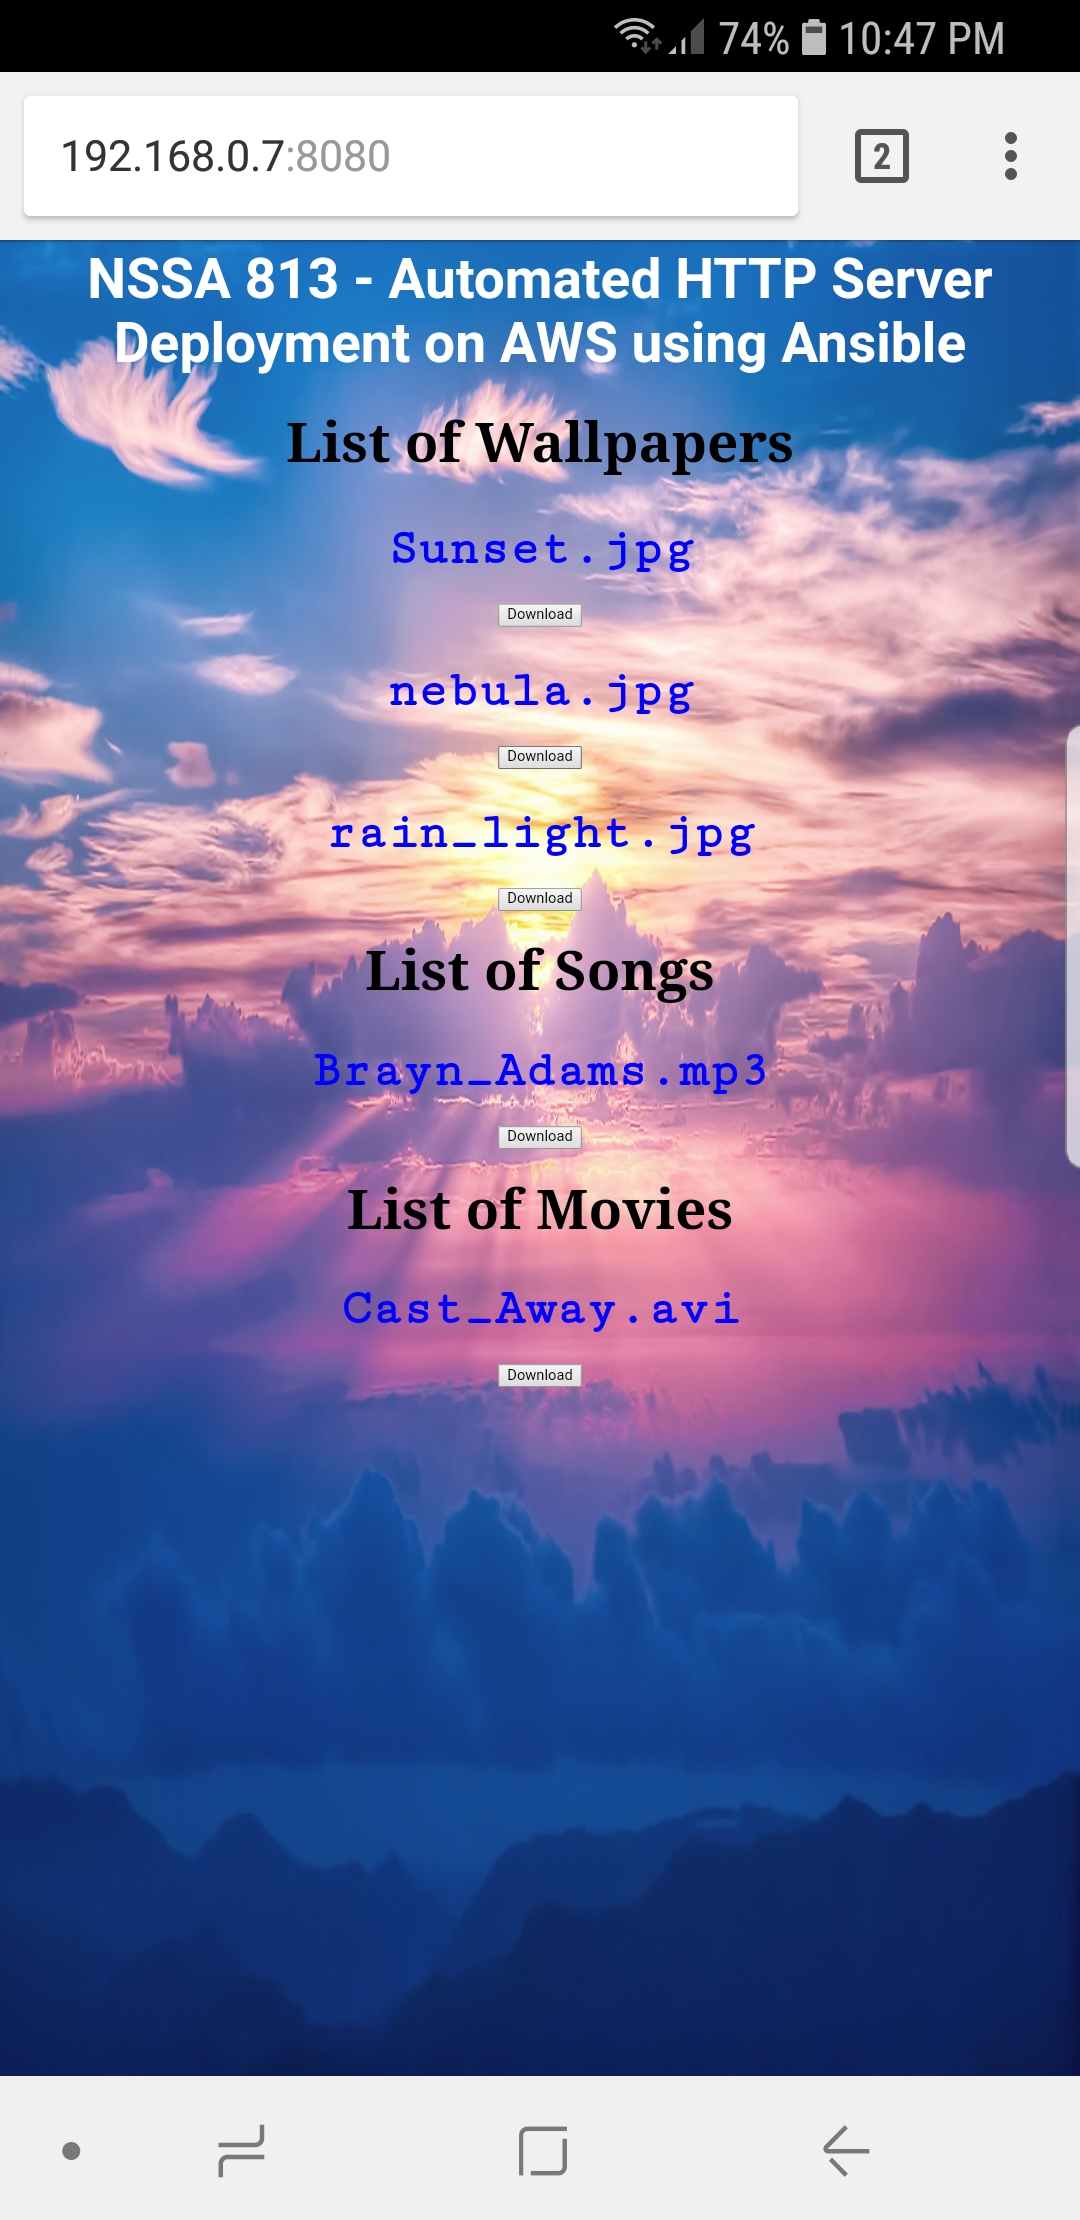 74% 10:47 PM
192.168.0.7:8080
2
NSSA 813 - Automated HTTP Server
Deployment on AWS using Ansible
List of Wallpapers
Sunset.jpg
Download
nebula.jpg
Download
rain_light.jpg
Download
List of Songs
Brayn_Adams.mp3
Download
List of Movies
Cast_Away.avi
Download